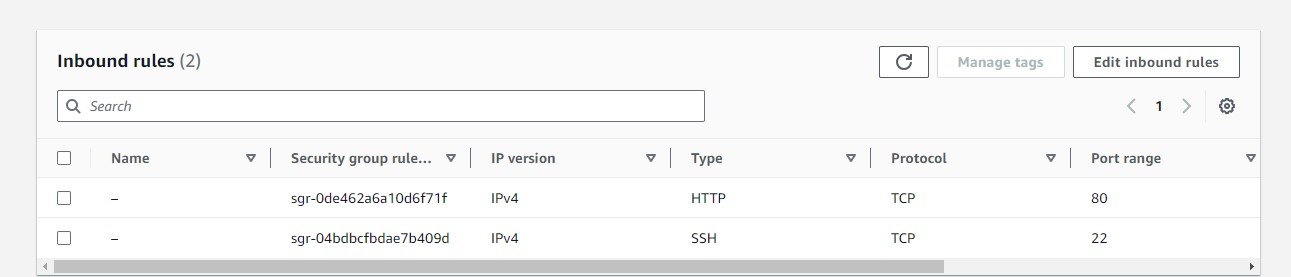 Inbound rules (2)
Manage tags
Edit inbound rules
Search
1
Name Security group rule... IP version Type Protocol Port range
– sgr-0de462a6a10d6f71f IPv4 HTTP TCP 80
– sgr-04bdbcfbdae7b409d IPv4 SSH TCP 22